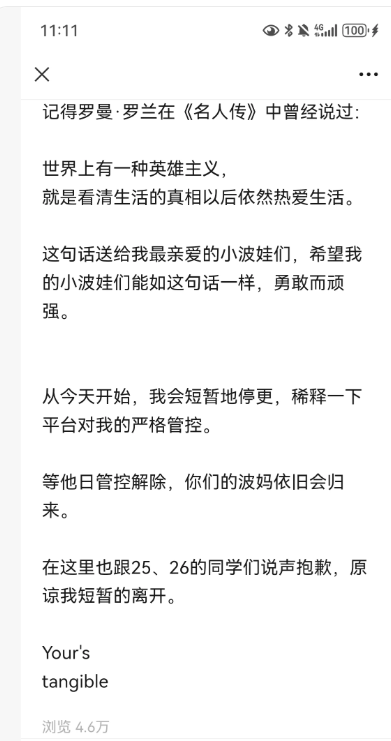 11:11
4G
100
记得罗曼·罗兰在《名人传》中曾经说过:
世界上有一种英雄主义，
就是看清生活的真相以后依然热爱生活。
这句话送给我最亲爱的小波娃们，希望我
的小波娃们能如这句话一样，勇敢而顽
强。
从今天开始，我会短暂地停更，稀释一下
平台对我的严格管控。
等他日管控解除，你们的波妈依旧会归
来。
在这里也跟25、26的同学们说声抱歉，原
谅我短暂的离开。
Your's
tangible
浏览 4.6万